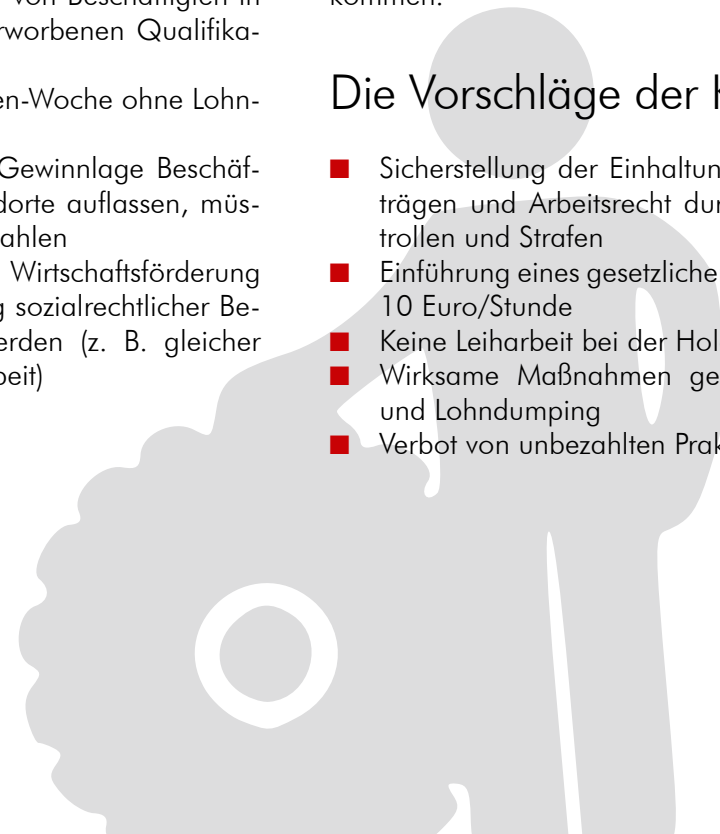 von Beschäftigten in
rworbenen Qualifika-
en-Woche ohne Lohn-
Gewinnlage Beschäf-
dorte auflassen, müs-
ahlen
Wirtschaftsförderung
g sozialrechtlicher Be-
erden (z. B. gleicher
beit)
kommen.
Die Vorschläge der K
Sicherstellung der Einhaltun
trägen und Arbeitsrecht dur
trollen und Strafen
Einführung eines gesetzliche
10 Euro/Stunde
Keine Leiharbeit bei der Hol
Wirksame Maßnahmen ge
und Lohndumping
Verbot von unbezahlten Prak